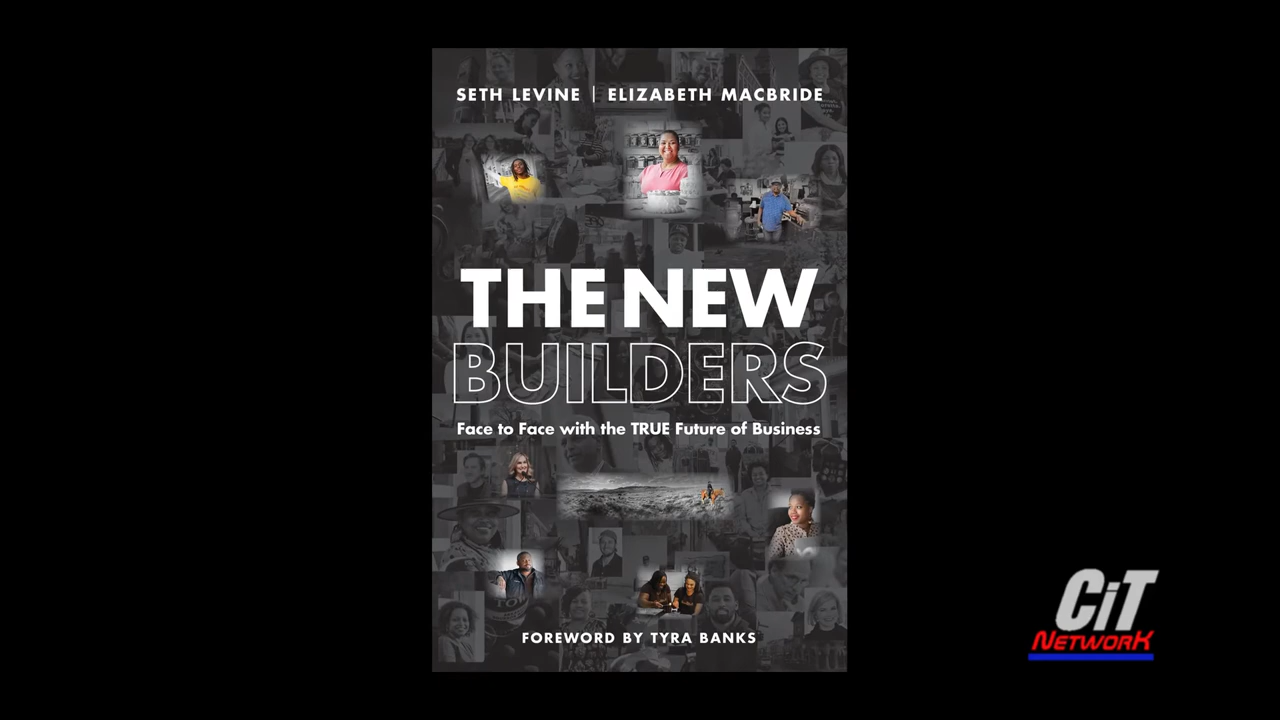 SETH LEVINE | ELIZABETH MACBRIDE
THE NEW
BUILDERS
Face to Face with the TRUE Future of Business
FOREWORD BY TYRA BANKS
CiT
NETWORK